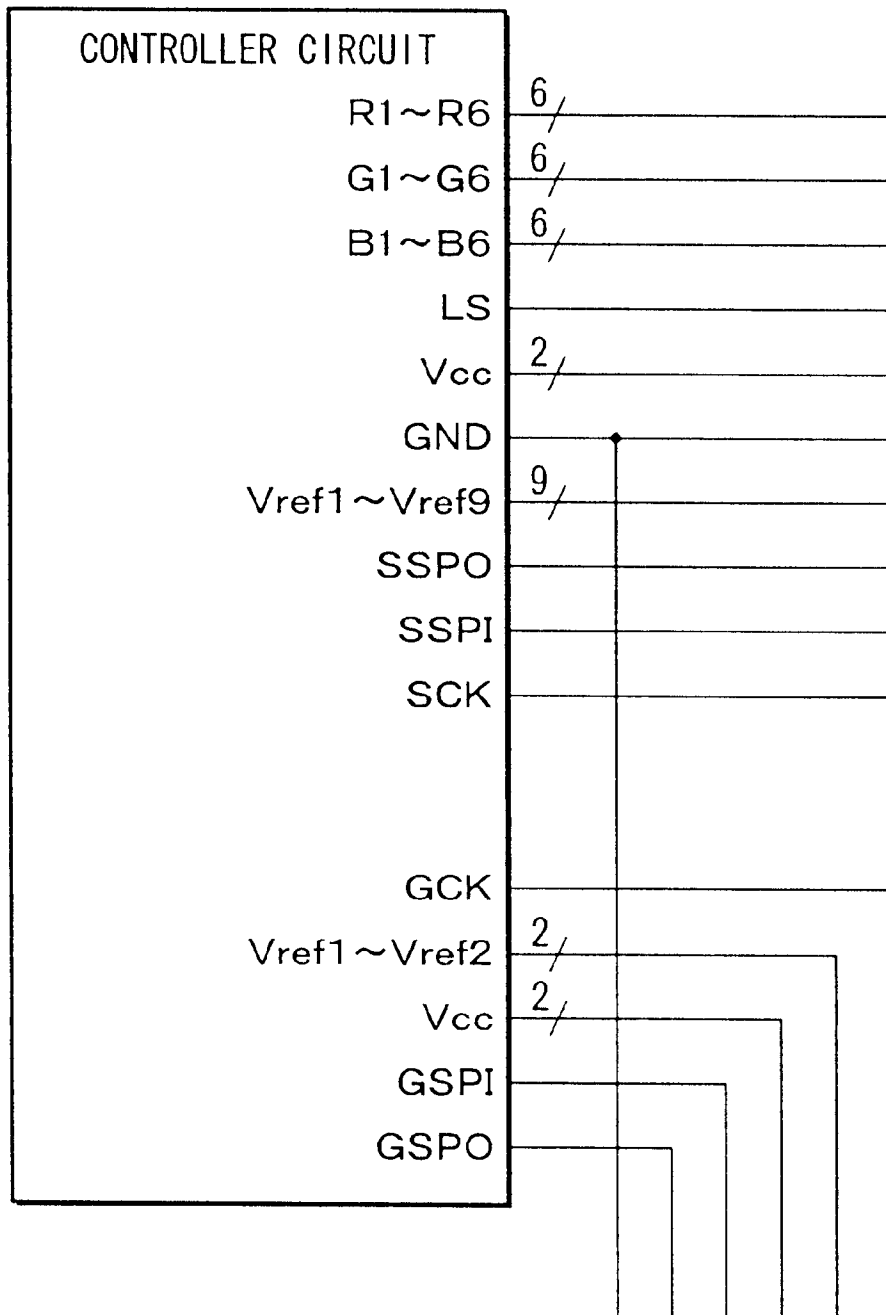 CONTROLLER CIRCUIT
R1~R6 6
G1~G6 6
B1~B6 6
LS
Vcc 2
GND
Vref1~Vref9 9
SSPO
SSPI
SCK
GCK
Vref1~Vref2 2
Vcc 2
GSPI
GSPO